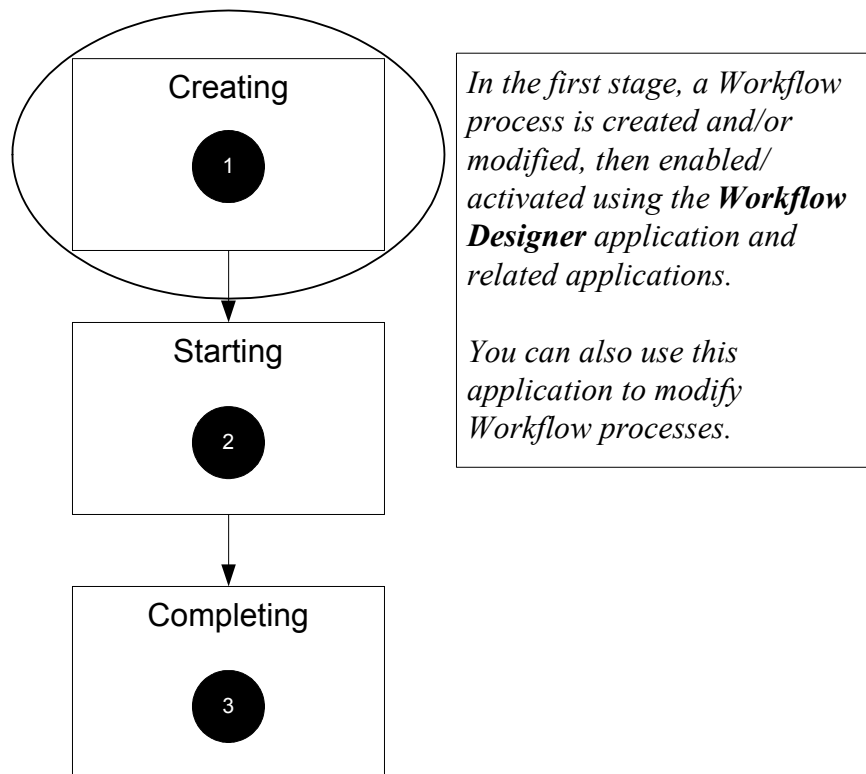 Creating
1
In the first stage, a Workflow
process is created and/or
modified, then enabled/
activated using the Workflow
Designer application and
related applications.
You can also use this
application to modify
Workflow processes.
Starting
2
Completing
3